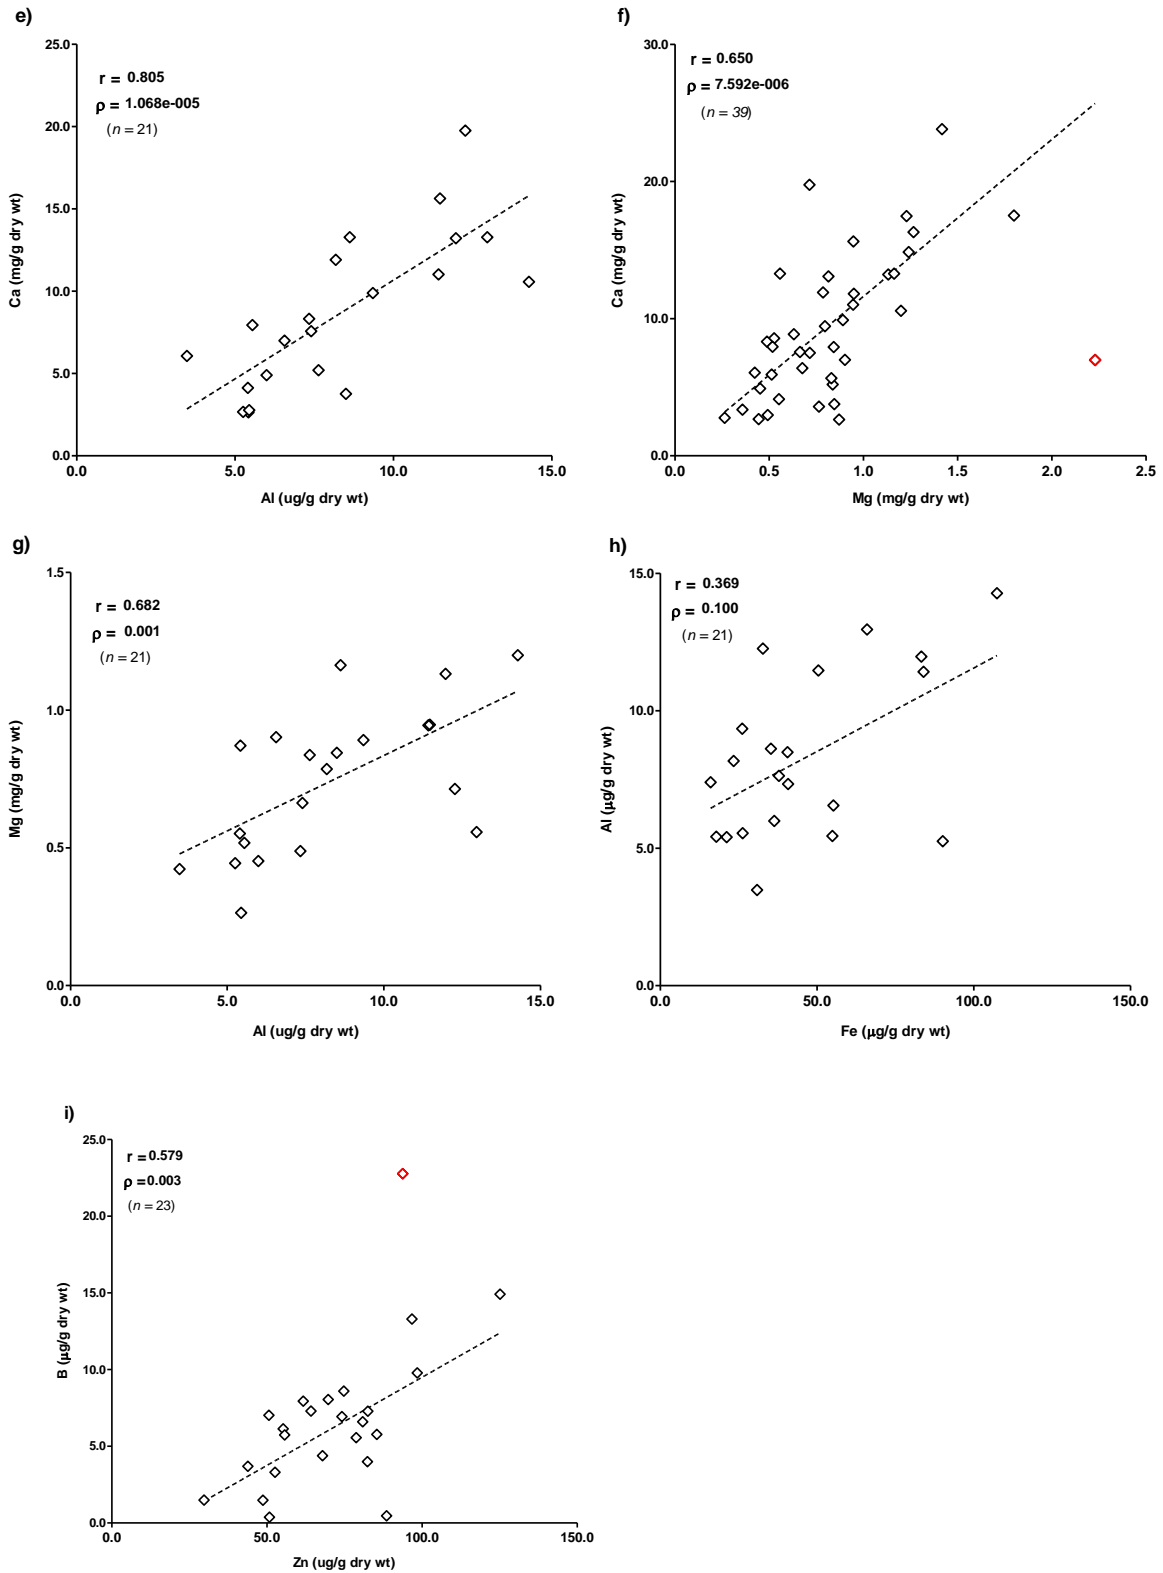 e)
25.0
20.0
15.0
10.0
5.0
0.0
Ca (mg/g dry wt)
r = 0.805
ρ = 1.068e-005
(n = 21)
0.0 5.0 10.0 15.0
Al (ug/g dry wt)
f)
30.0
20.0
10.0
0.0
Ca (mg/g dry wt)
r = 0.650
ρ = 7.592e-006
(n = 39)
0.0 0.5 1.0 1.5 2.0 2.5
Mg (mg/g dry wt)
g)
1.5
1.0
0.5
0.0
Mg (mg/g dry wt)
r = 0.682
ρ = 0.001
(n = 21)
0.0 5.0 10.0 15.0
Al (ug/g dry wt)
h)
15.0
10.0
5.0
0.0
Al (µg/g dry wt)
r = 0.369
ρ = 0.100
(n = 21)
0.0 50.0 100.0 150.0
Fe (µg/g dry wt)
i)
25.0
20.0
15.0
10.0
5.0
0.0
B (µg/g dry wt)
r = 0.579
ρ =0.003
(n = 23)
0.0 50.0 100.0 150.0
Zn (ug/g dry wt)